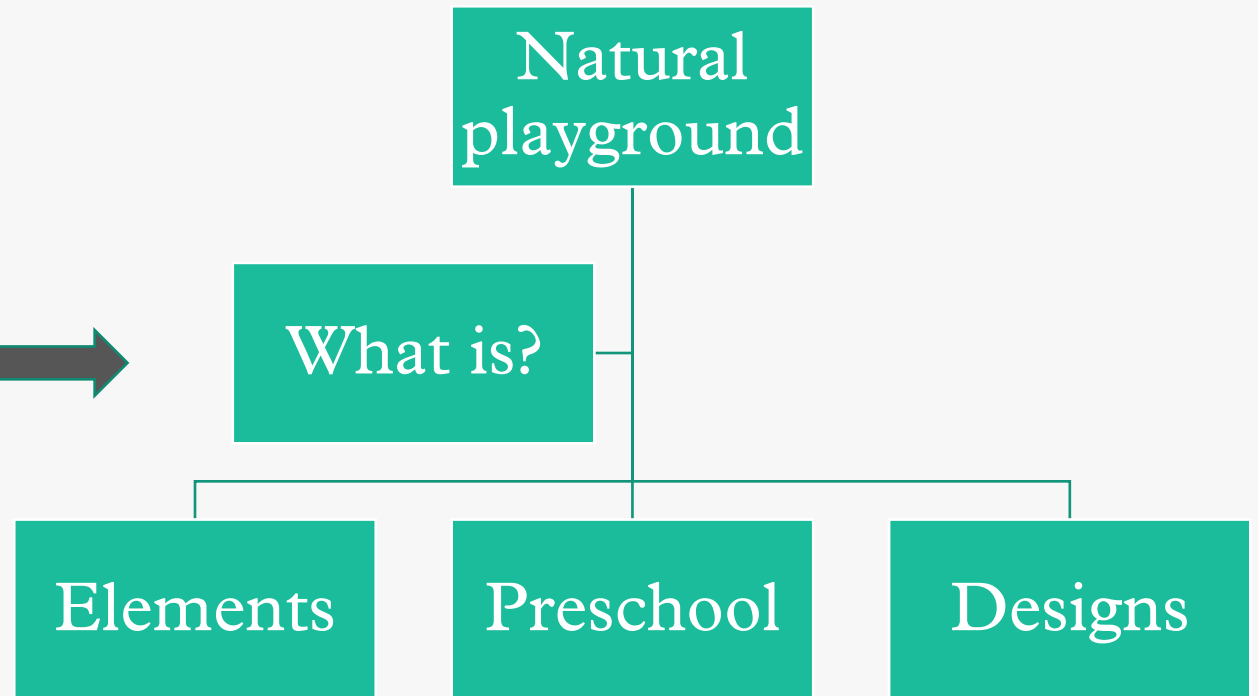 Natural
playground
What is?
Elements
Preschool
Designs